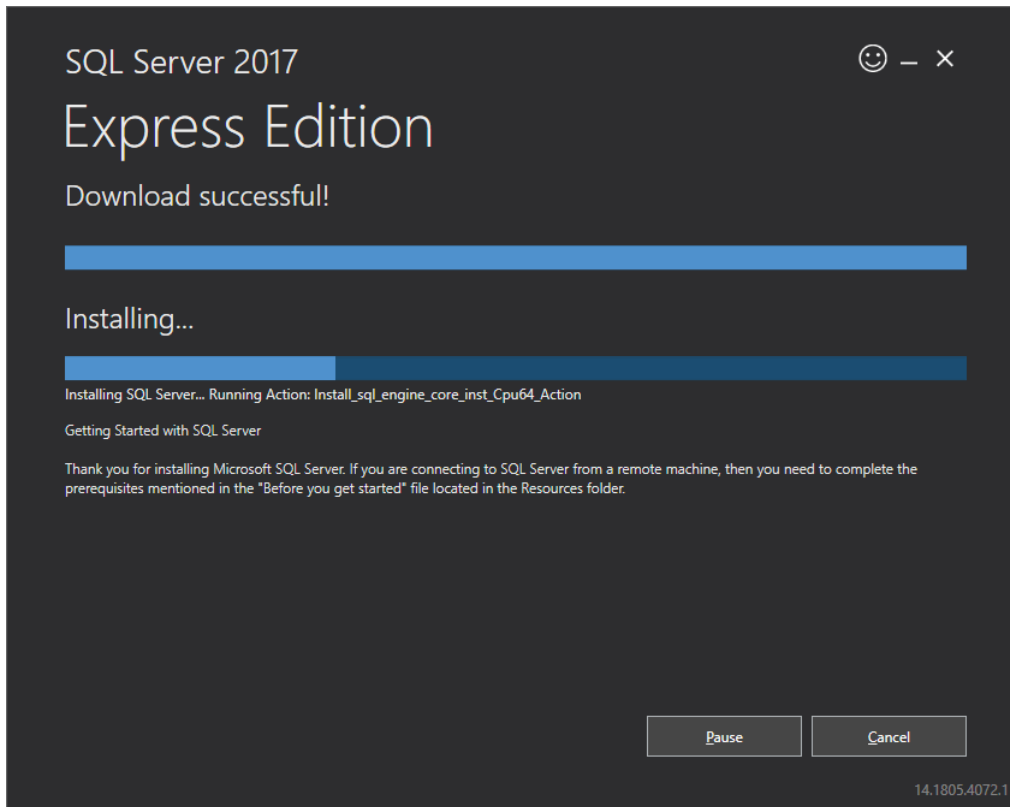 SQL Server 2017
Express Edition
Download successful!
Installing...
Installing SQL Server... Running Action: Install_sql_engine_core_inst_Cpu64_Action
Getting Started with SQL Server
Thank you for installing Microsoft SQL Server. If you are connecting to SQL Server from a remote machine, then you need to complete the
prerequisites mentioned in the "Before you get started" file located in the Resources folder.
Pause
Cancel
14.1805.4072.1